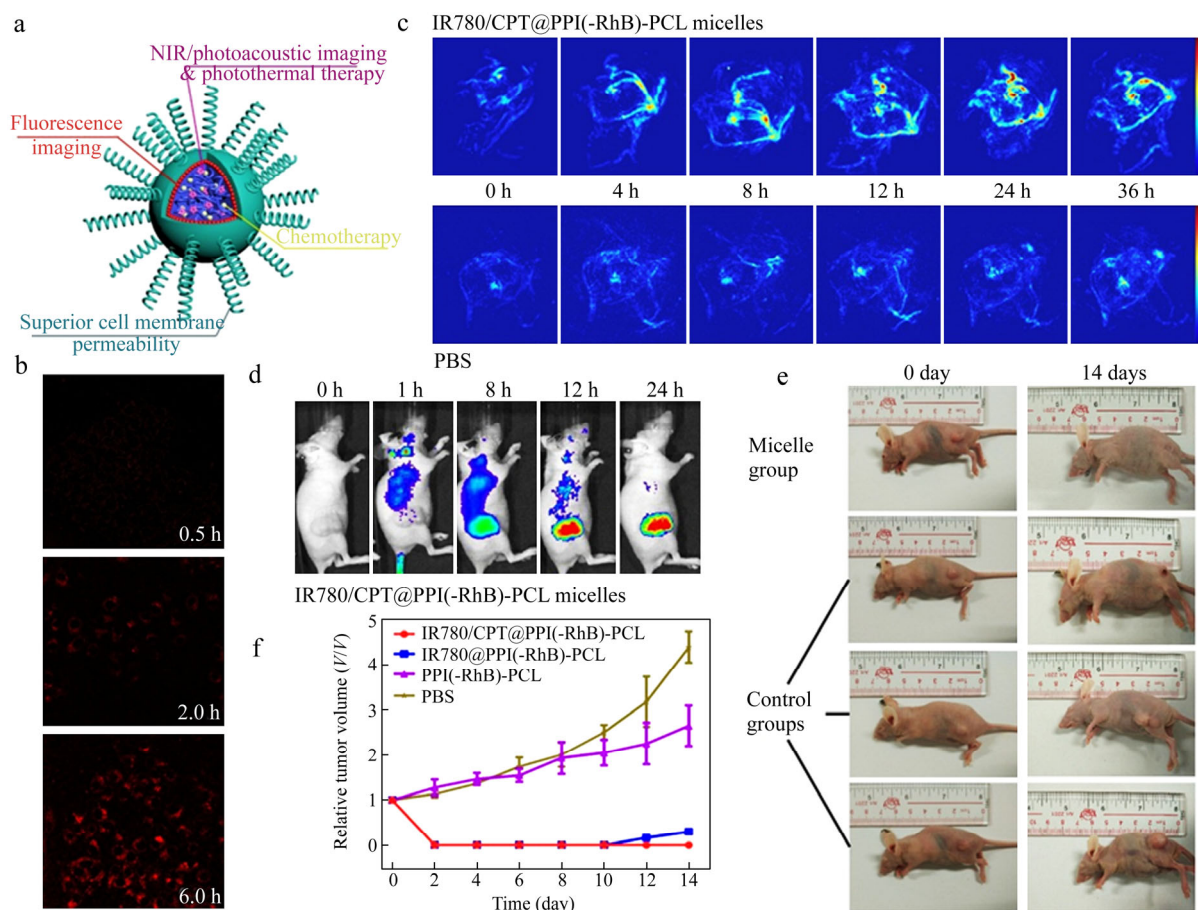 a
NIR/photoacoustic imaging
& photothermal therapy
Fluorescence
imaging
Chemotherapy
Superior cell membrane
permeability
b
0.5 h
2.0 h
6.0 h
c
IR780/CPT@PPI(-RhB)-PCL micelles
0 h 4 h 8 h 12 h 24 h 36 h
PBS
d
0 h 1 h 8 h 12 h 24 h
IR780/CPT@PPI(-RhB)-PCL micelles
e
0 day 14 days
Micelle
group
Control
groups
f
5
4
3
2
1
0
Relative tumor volume (V/V)
IR780/CPT@PPI(-RhB)-PCL
IR780@PPI(-RhB)-PCL
PPI(-RhB)-PCL
PBS
0 2 4 6 8 10 12 14
Time (day)